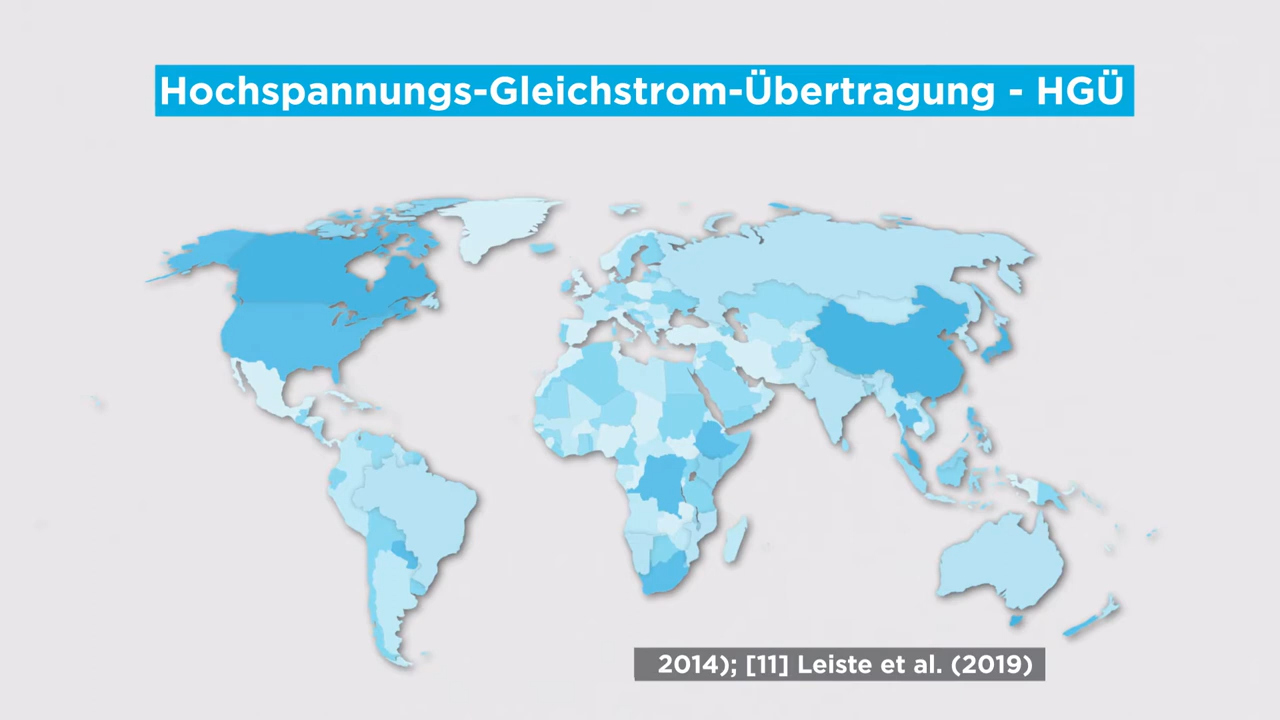 Hochspannungs-Gleichstrom-Übertragung - HGÜ
2014); [11] Leiste et al. (2019)